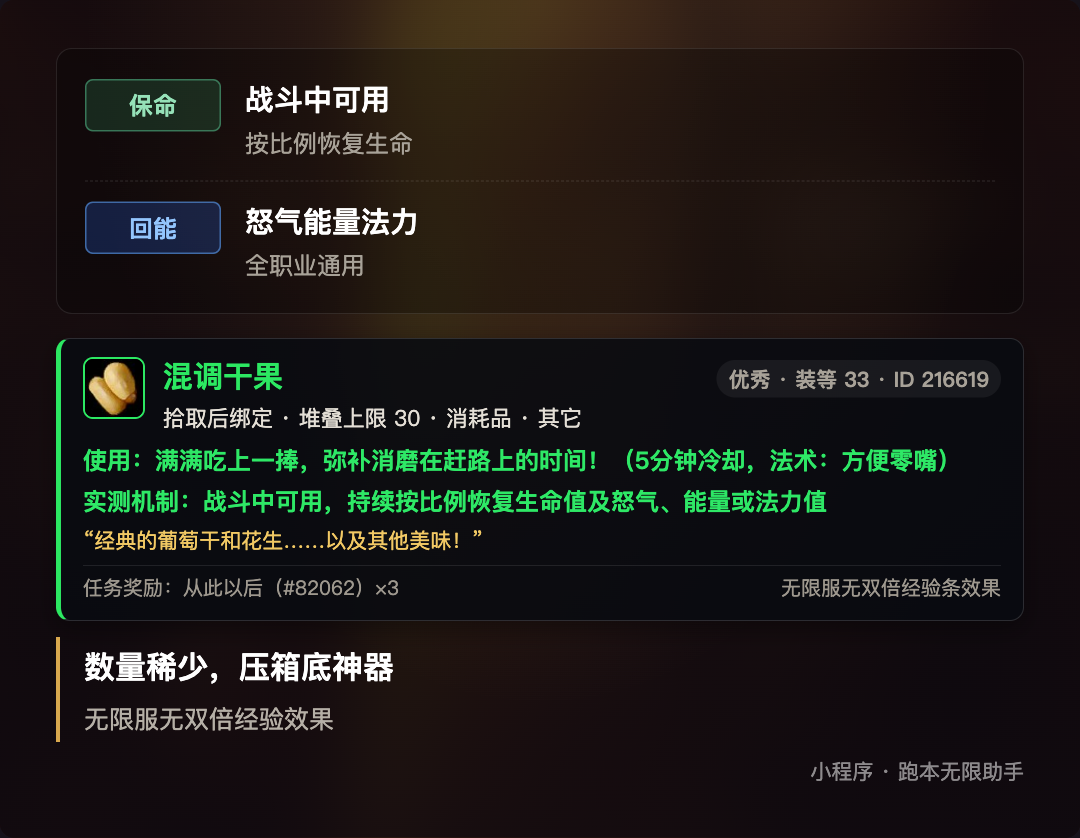 保命
战斗中可用
按比例恢复生命
回能
怒气能量法力
全职业通用
混调干果
优秀 · 装等 33 · ID 216619
拾取后绑定 · 堆叠上限 30 · 消耗品 · 其它
使用：满满吃上一捧，弥补消磨在赶路上的时间！（5分钟冷却，法术：方便零嘴）
实测机制：战斗中可用，持续按比例恢复生命值及怒气、能量或法力值
“经典的葡萄干和花生……以及其他美味！”
任务奖励：从此以后（#82062）×3
无限服无双倍经验条效果
数量稀少，压箱底神器
无限服无双倍经验效果
小程序 · 跑本无限助手